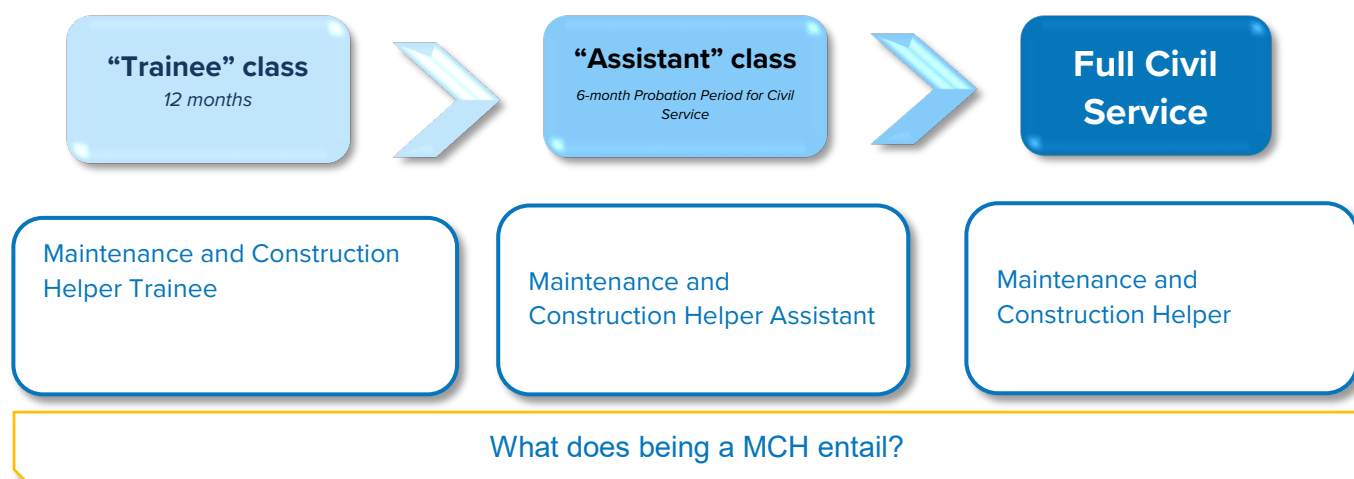 “Trainee” class
12 months
“Assistant” class
6-month Probation Period for Civil
Service
Full Civil
Service
Maintenance and Construction
Helper Trainee
Maintenance and
Construction Helper Assistant
Maintenance and
Construction Helper
What does being a MCH entail?